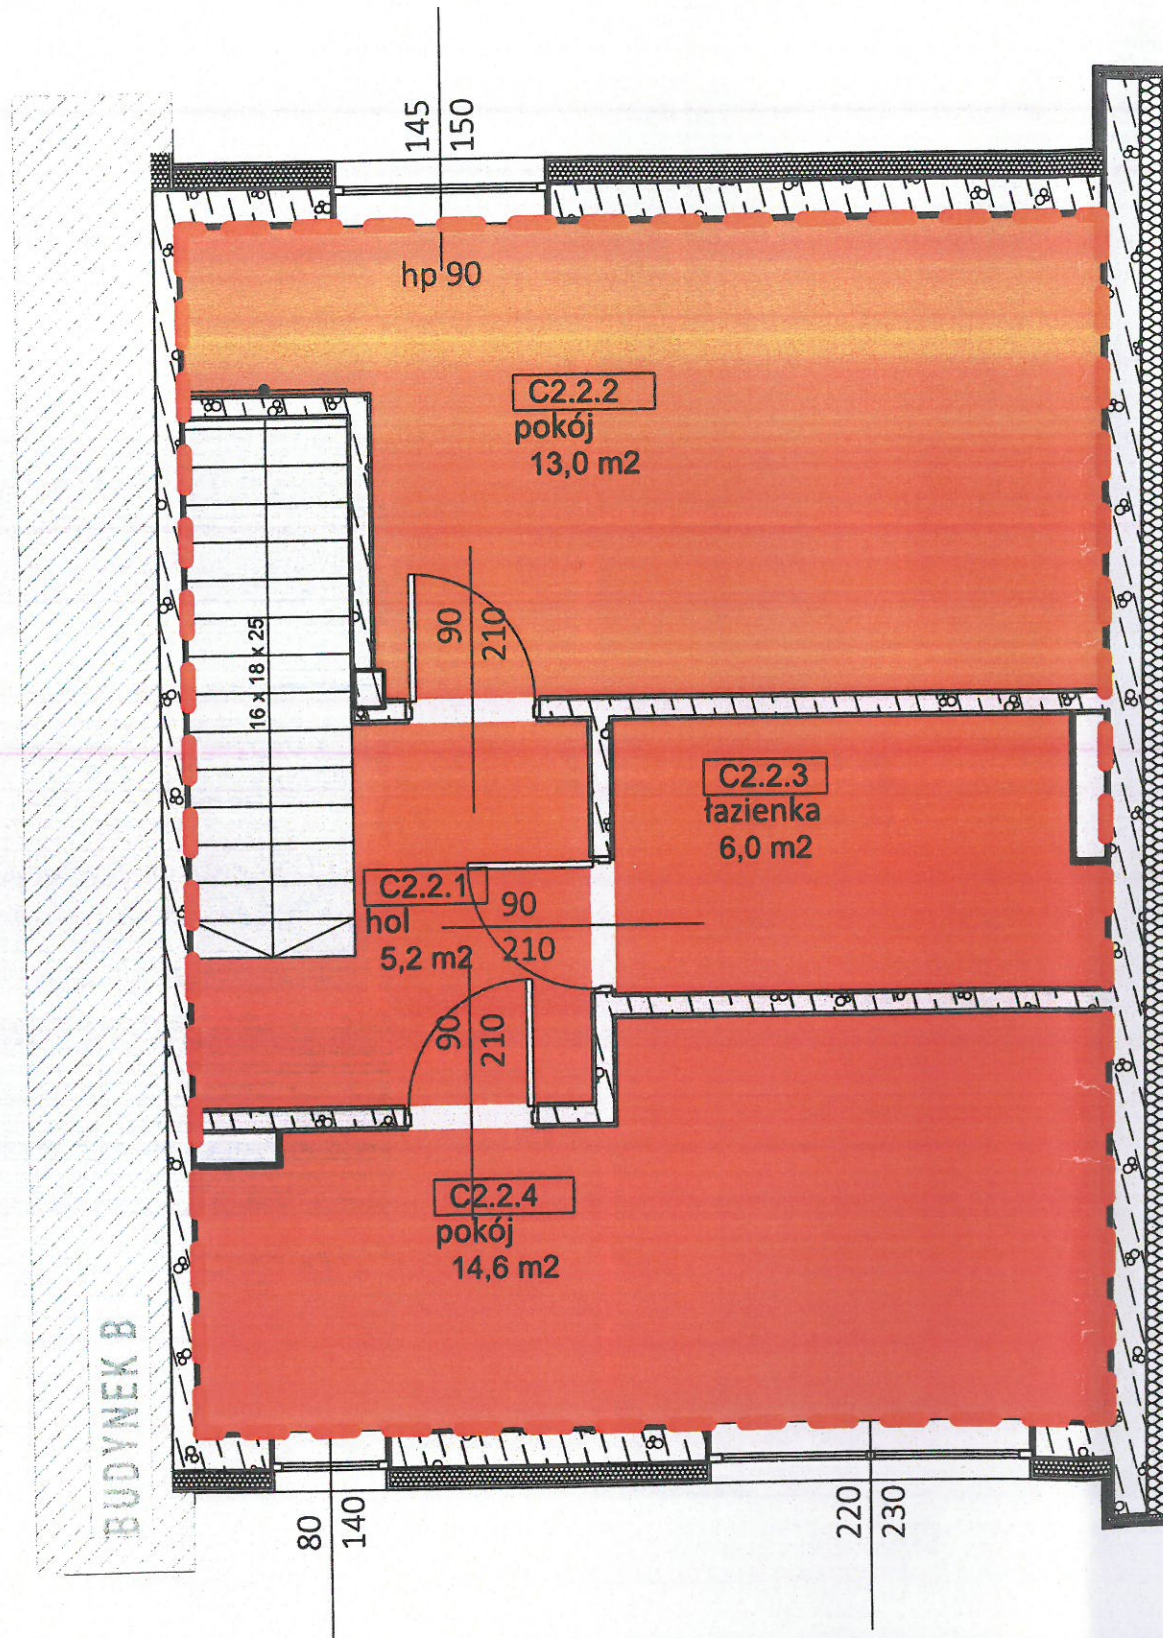 145
150
hp 90
C2.2.2
pokój
13,0 m2
90
210
16 x 18 x 25
C2.2.3
łazienka
6,0 m2
C2.2.1
hol
5,2 m2
90
210
90
210
C2.2.4
pokój
14,6 m2
BUDYNEK B
80
140
220
230